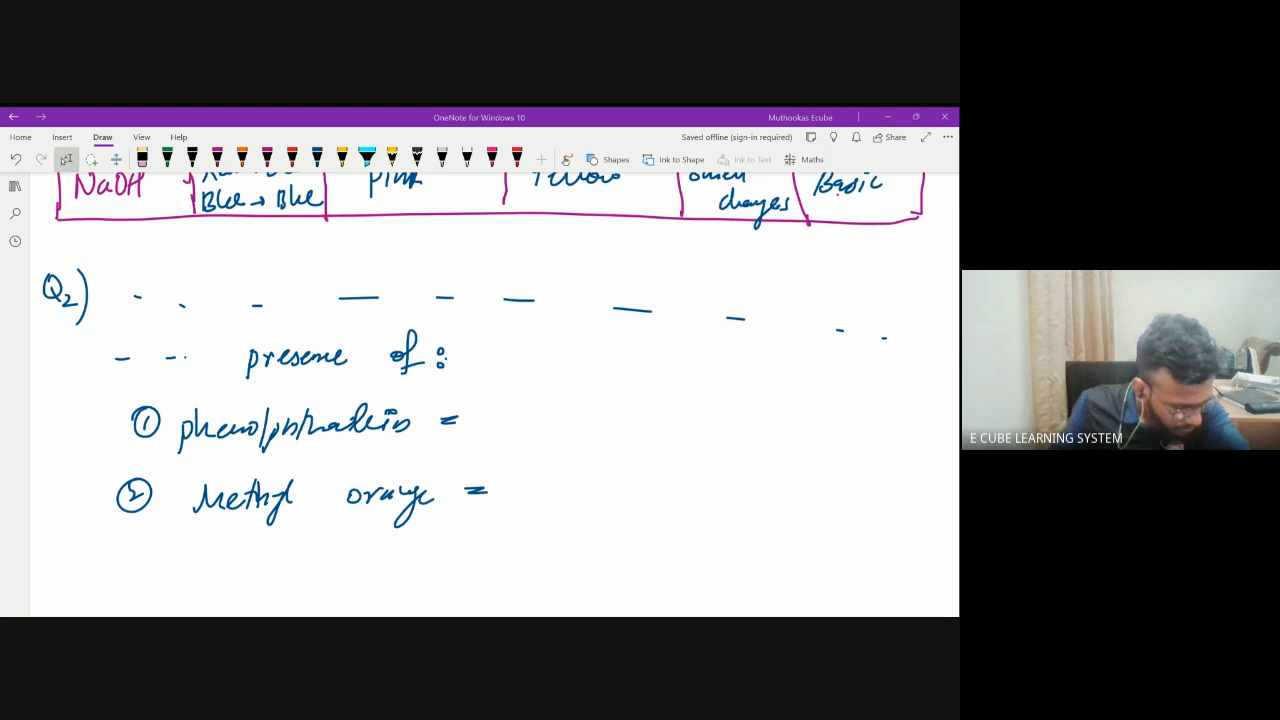 OneNote for Windows 10
Muthookas Ecube
Home Insert Draw View Help
Saved offline (sign-in required)
Share
Shapes
Ink to Shape
Ink to Text
Maths
NaOH
Blue → Blue
pink
Yellow
changes
Basic
Q2)
presene of :
① phenolphthalein =
② Methyl orange =
E CUBE LEARNING SYSTEM